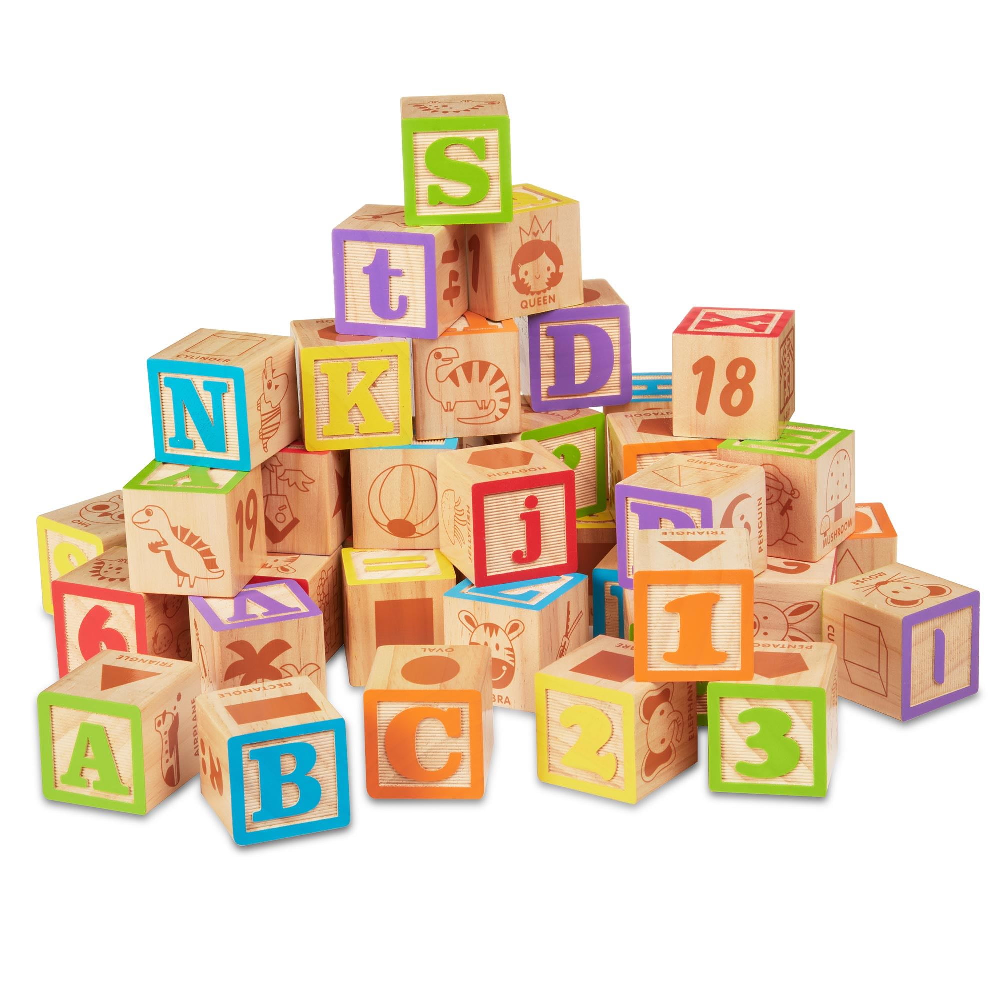 S
t
1
QUEEN
D
X
18
CYLINDER
N
K
H
PENTAGON
M
HEXAGON
PYRAMID
Y
19
j
JELLYFISH
PENGUIN
MUSHROOM
OWL
TRIANGLE
=
6
V
1
MOUSE
TRIANGLE
RECTANGLE
OVAL
A
AIRPLANE
B
C
2
ELEPHANT
3